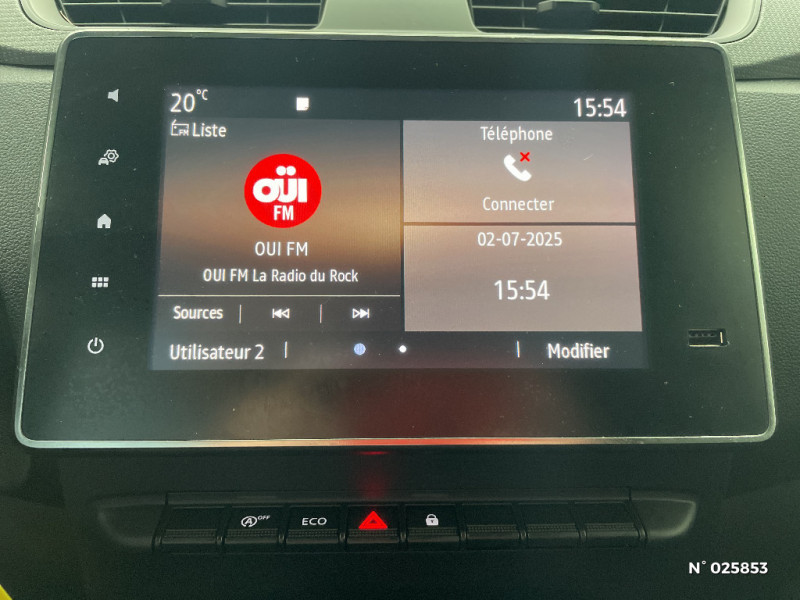 20°C
15:54
FM Liste
OÜI
FM
OUI FM
OUI FM La Radio du Rock
Sources
Téléphone
Connecter
02-07-2025
15:54
Utilisateur 2
Modifier
A OFF
ECO
N° 025853